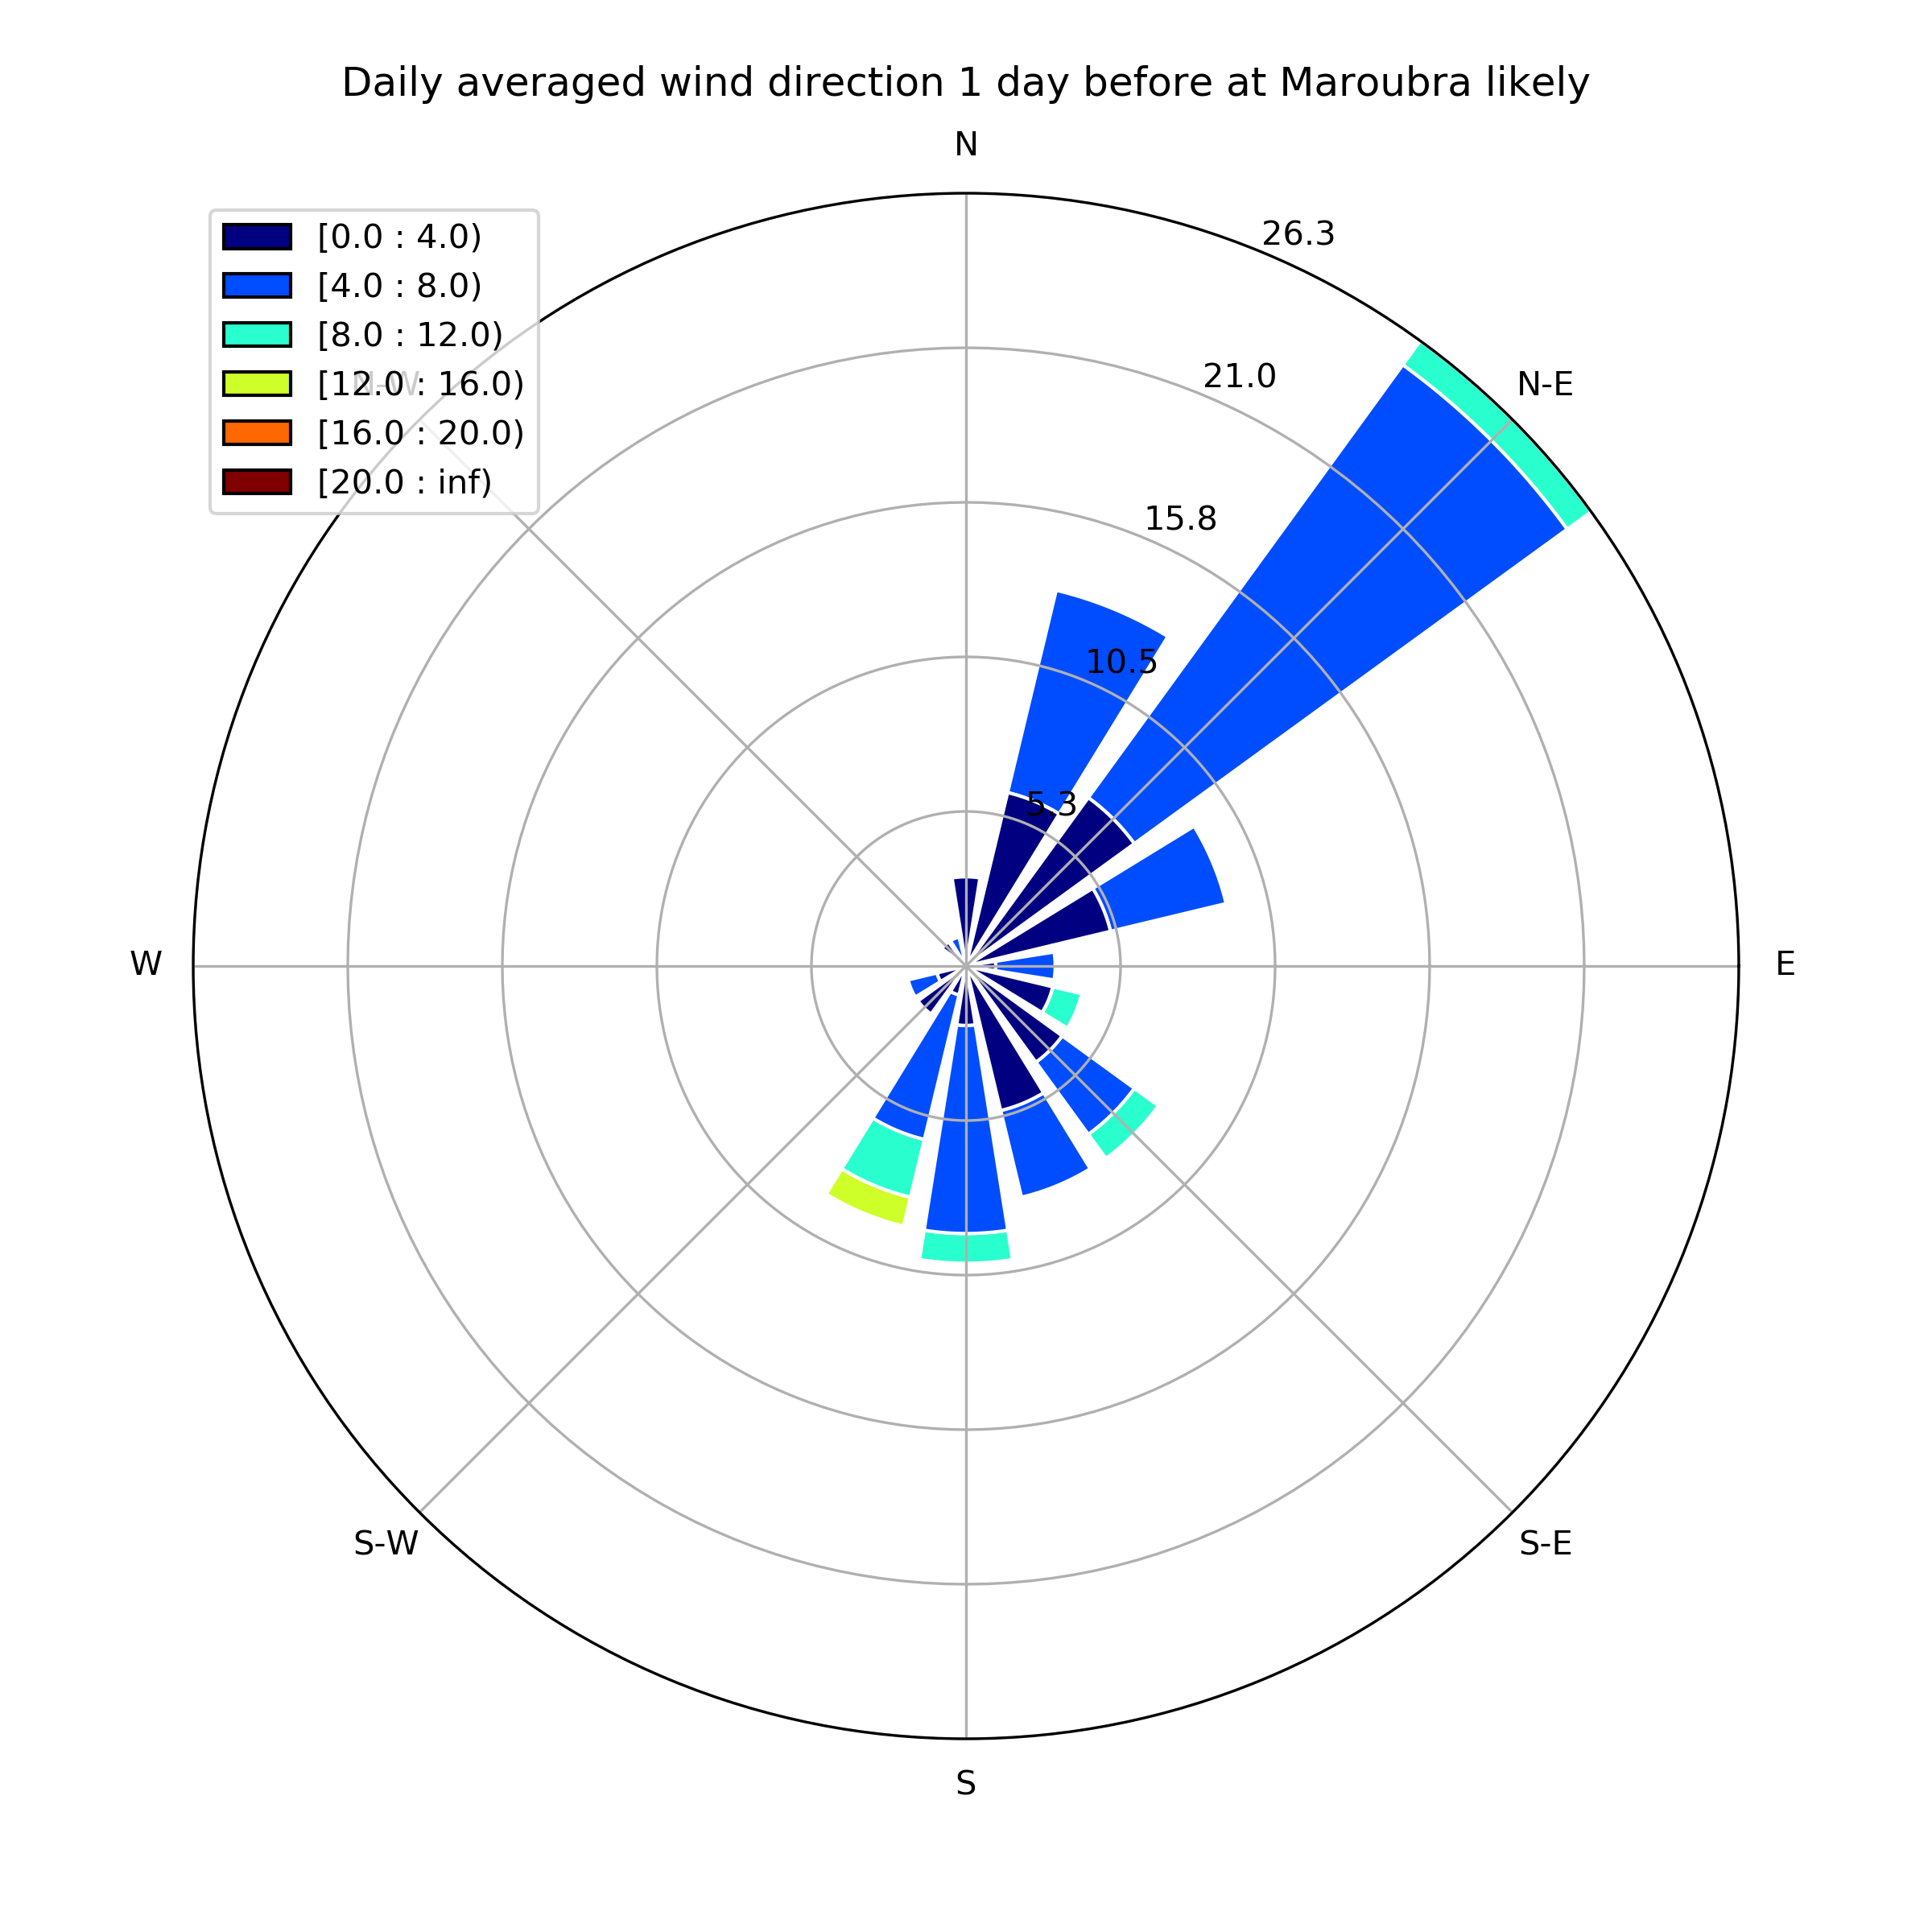 Daily averaged wind direction 1 day before at Maroubra likely
N
[0.0 : 4.0)
[4.0 : 8.0)
[8.0 : 12.0)
[12.0 : 16.0)
[16.0 : 20.0)
[20.0 : inf)
N-W
26.3
21.0
15.8
10.5
5.3
N-E
W
E
S-W
S-E
S